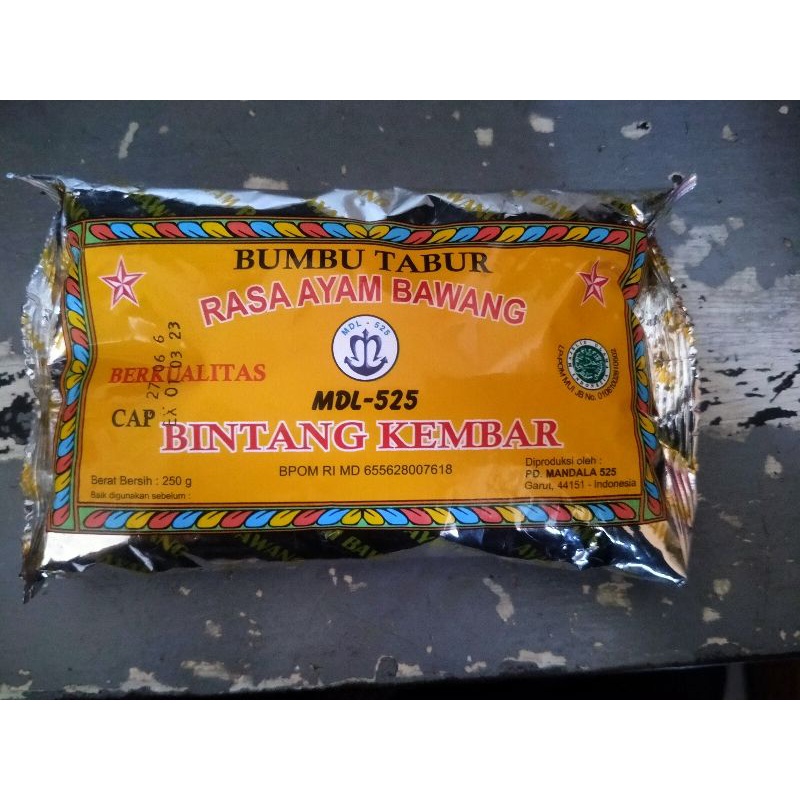 BUMBU TABUR
RASA AYAM BAWANG
MDL - 525
BERKUALITAS
MDL-525
CAP
BINTANG KEMBAR
BPOM RI MD 655628007618
Berat Bersih : 250 g
Baik digunakan sebelum :
Diproduksi oleh :
PD. MANDALA 525
Garut, 44151 - Indonesia